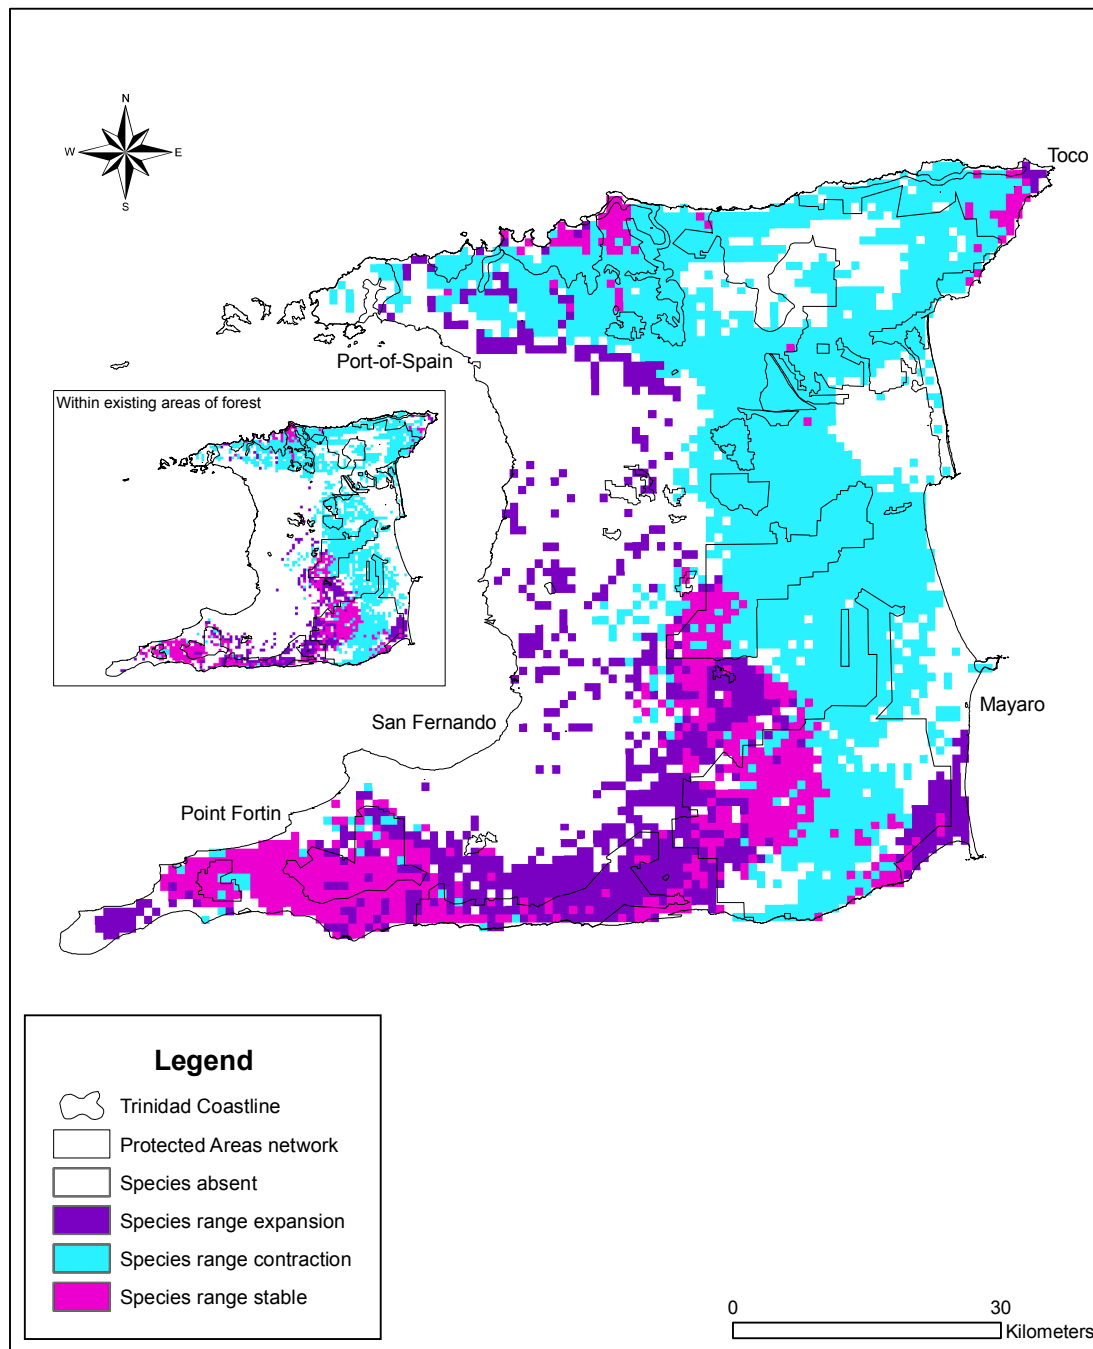 N
W E
S
Toco
Port-of-Spain
Within existing areas of forest
San Fernando
Mayaro
Point Fortin
Legend
Trinidad Coastline
Protected Areas network
Species absent
Species range expansion
Species range contraction
Species range stable
0 30
Kilometers